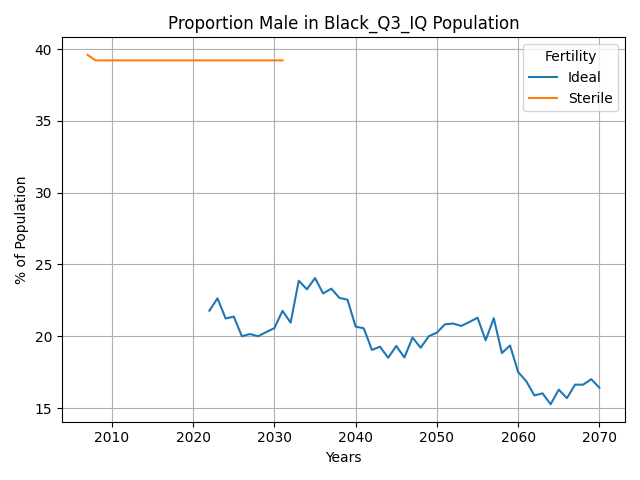 Proportion Male in Black_Q3_IQ Population
% of Population
40
35
30
25
20
15
Fertility
Ideal
Sterile
2010 2020 2030 2040 2050 2060 2070
Years